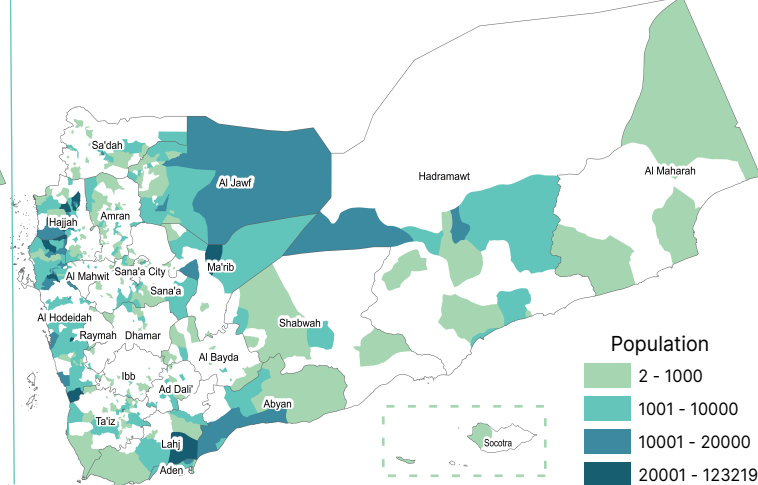 Sa'dah
Al Jawf
Hadramawt
Al Maharah
Hajjah
Amran
Al Mahwit
Sana'a City
Ma'rib
Sana'a
Al Hodeidah
Raymah
Dhamar
Shabwah
Al Bayda
Ibb
Ad Dali'
Abyan
Ta'iz
Lahj
Aden
Socotra
Population
2 - 1000
1001 - 10000
10001 - 20000
20001 - 123219